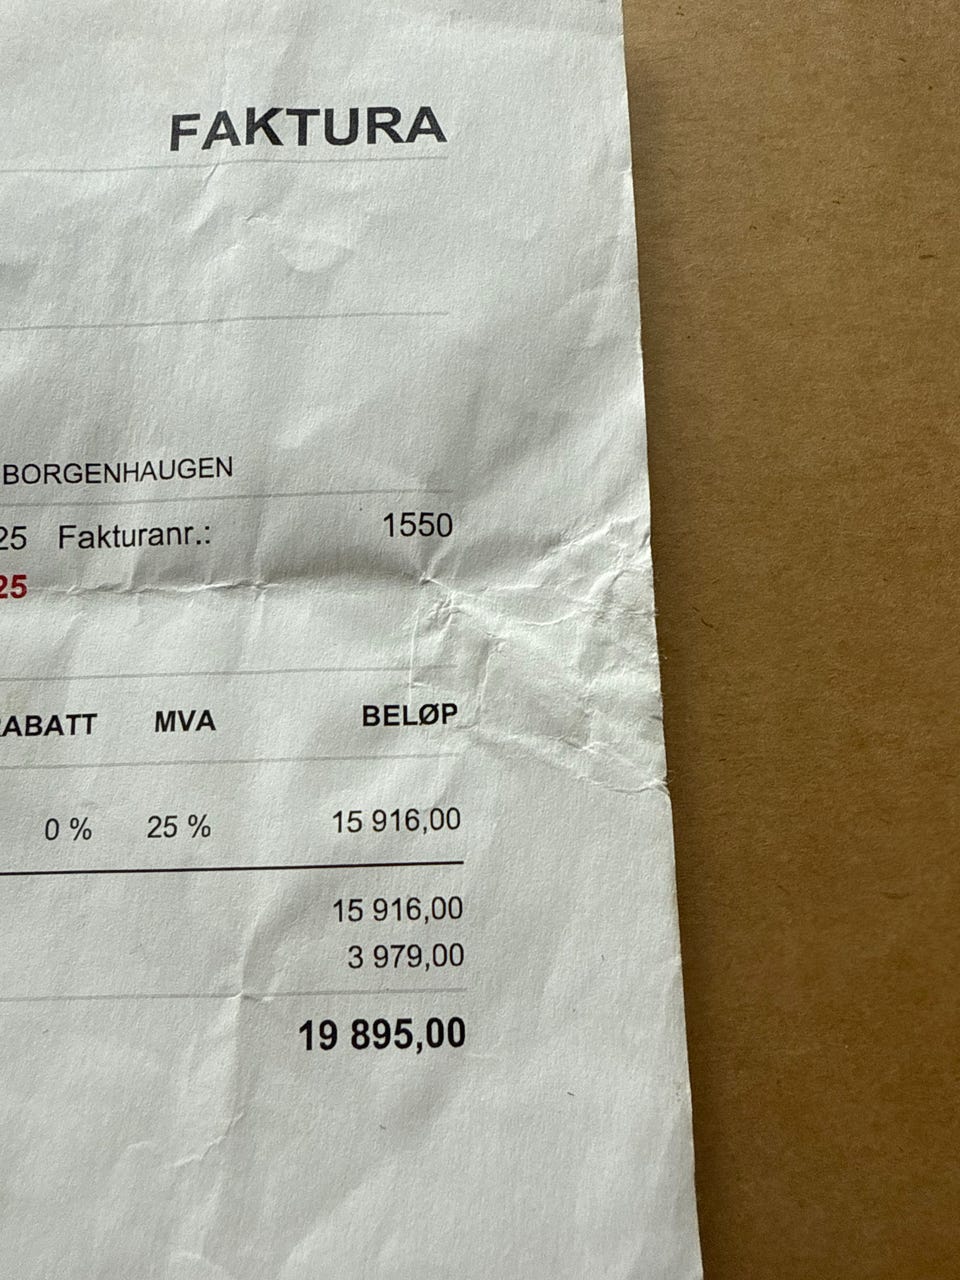 FAKTURA
BORGENHAUGEN
25 Fakturanr.: 1550
25
RABATT MVA BELØP
0 % 25 % 15 916,00
15 916,00
3 979,00
19 895,00